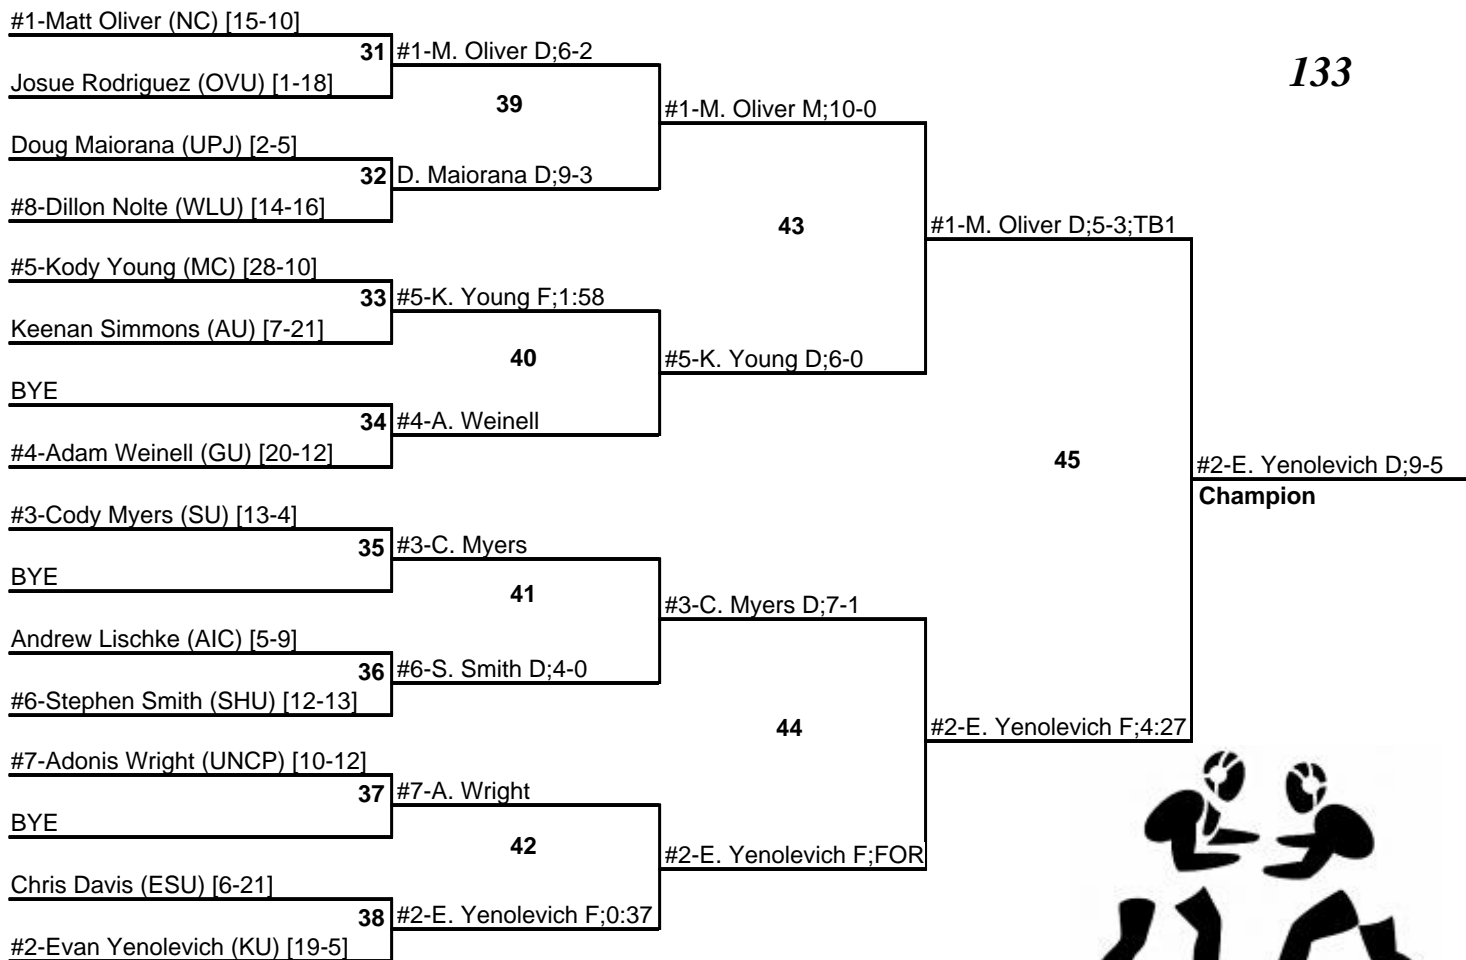 #1-Matt Oliver (NC) [15-10]
31
#1-M. Oliver D;6-2
133
Josue Rodriguez (OVU) [1-18]
39
#1-M. Oliver M;10-0
Doug Maiorana (UPJ) [2-5]
32
D. Maiorana D;9-3
#8-Dillon Nolte (WLU) [14-16]
43
#1-M. Oliver D;5-3;TB1
#5-Kody Young (MC) [28-10]
33
#5-K. Young F;1:58
Keenan Simmons (AU) [7-21]
40
#5-K. Young D;6-0
BYE
34
#4-A. Weinell
#4-Adam Weinell (GU) [20-12]
45
#2-E. Yenolevich D;9-5
Champion
#3-Cody Myers (SU) [13-4]
35
#3-C. Myers
BYE
41
#3-C. Myers D;7-1
Andrew Lischke (AIC) [5-9]
36
#6-S. Smith D;4-0
#6-Stephen Smith (SHU) [12-13]
44
#2-E. Yenolevich F;4:27
#7-Adonis Wright (UNCP) [10-12]
37
#7-A. Wright
BYE
42
#2-E. Yenolevich F;FOR
Chris Davis (ESU) [6-21]
38
#2-E. Yenolevich F;0:37
#2-Evan Yenolevich (KU) [19-5]